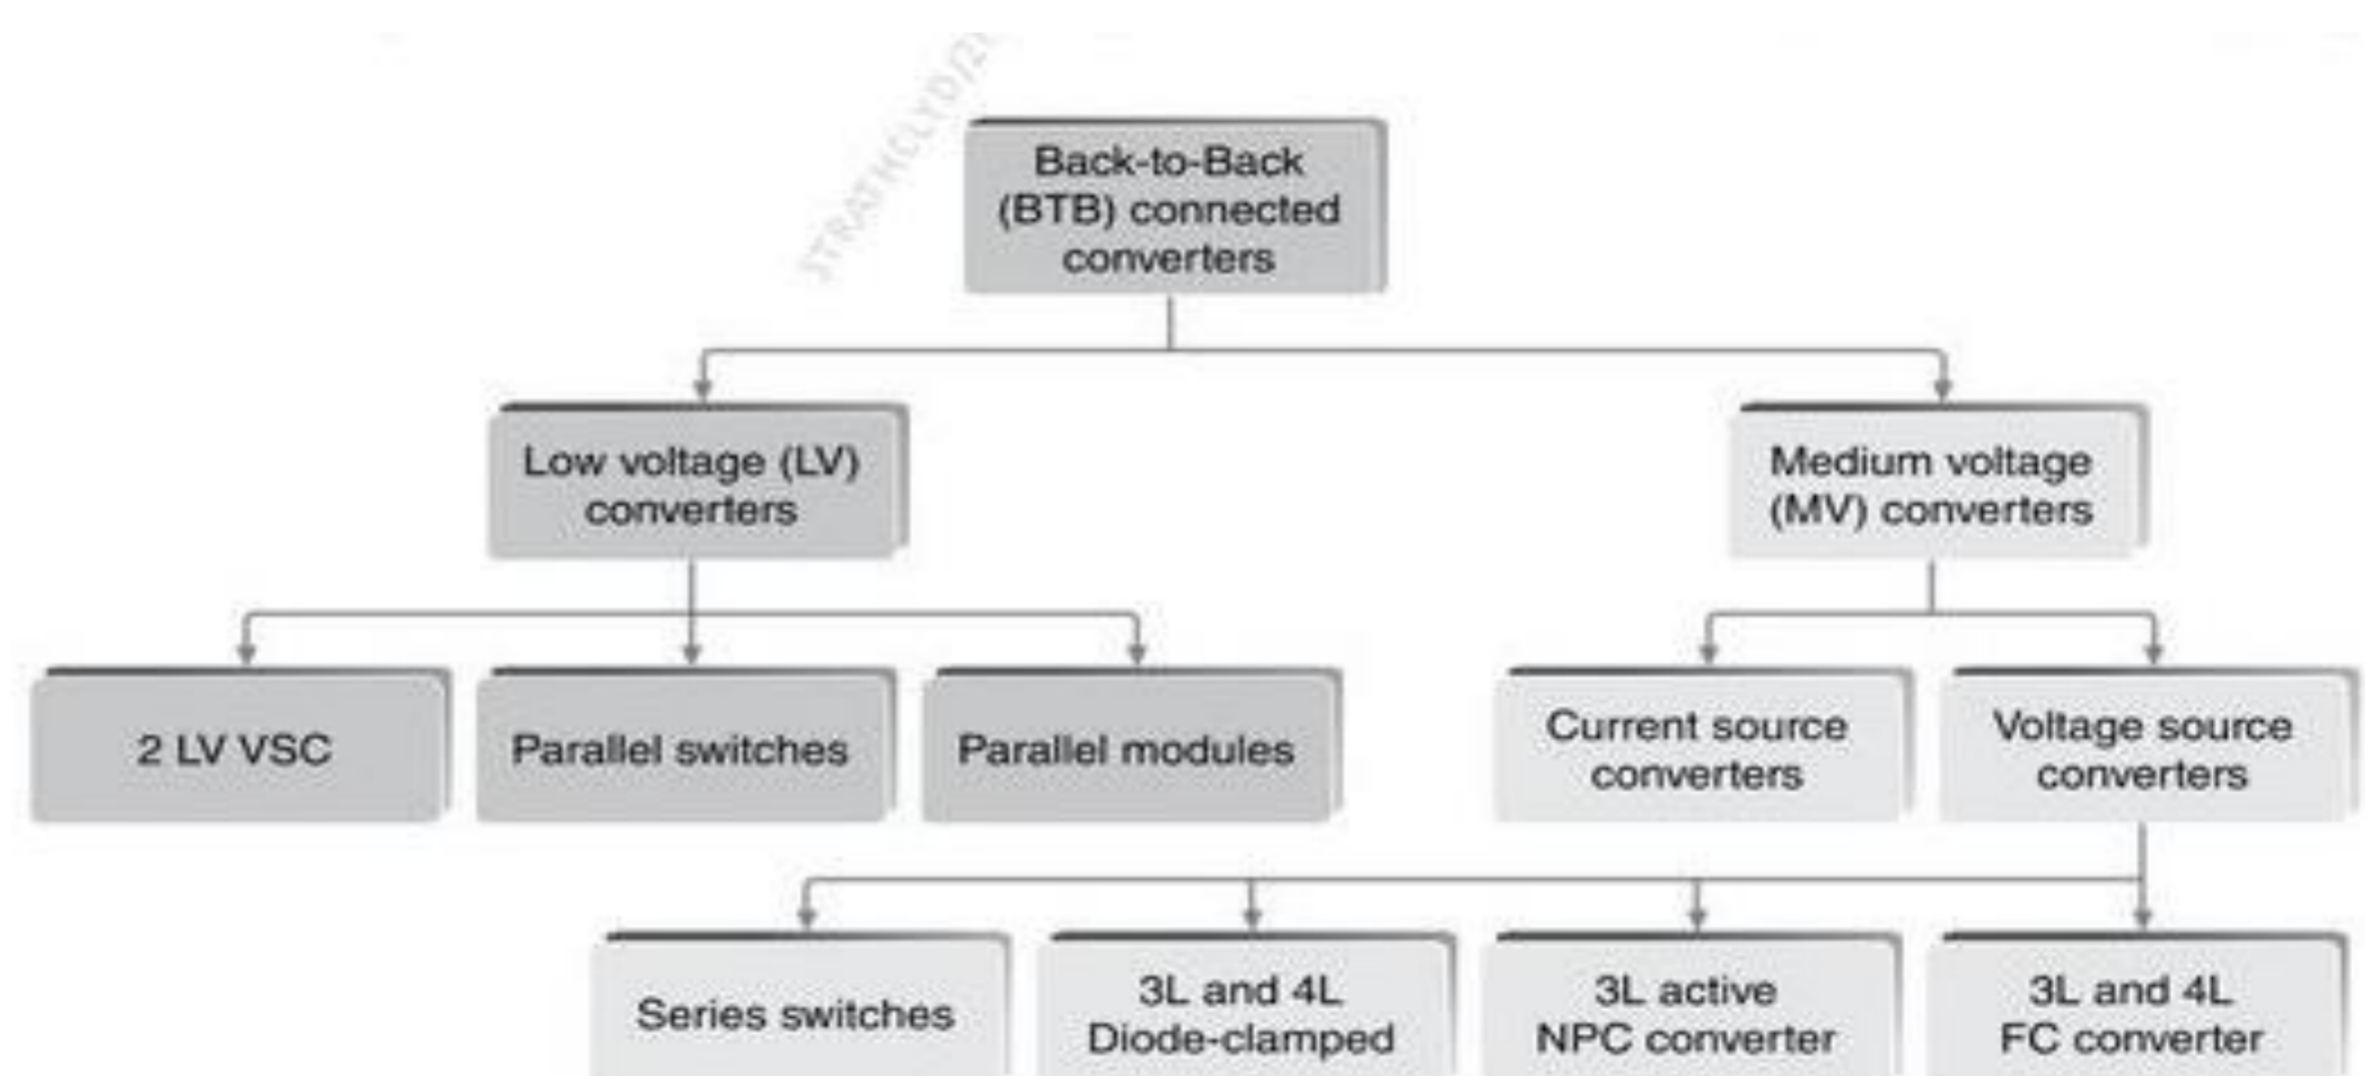 STRATHCLYD/2
Back-to-Back
(BTB) connected
converters
Low voltage (LV)
converters
Medium voltage
(MV) converters
2 LV VSC
Parallel switches
Parallel modules
Current source
converters
Voltage source
converters
Series switches
3L and 4L
Diode-clamped
3L active
NPC converter
3L and 4L
FC converter